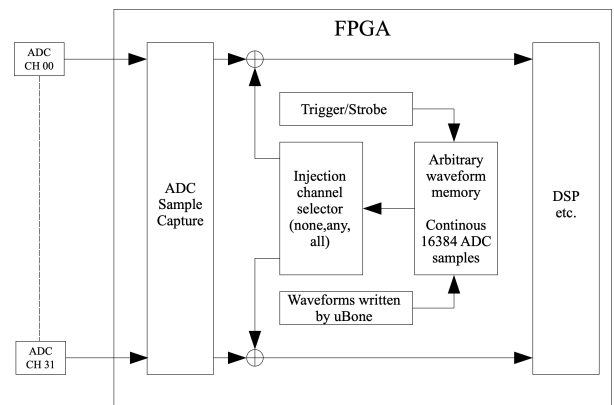 FPGA
ADC
CH 00
Trigger/Strobe
ADC
Sample
Capture
Injection
channel
selector
(none,any,
all)
Arbitrary
waveform
memory
Continous
16384 ADC
samples
DSP
etc.
Waveforms written
by uBone
ADC
CH 31